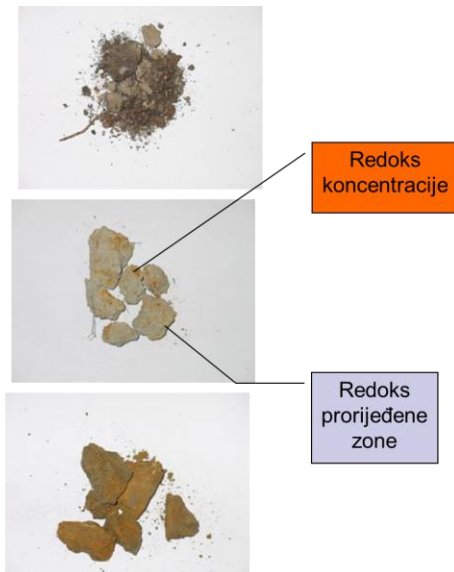 Redoks
koncentracije
Redoks
prorijeđene
zone